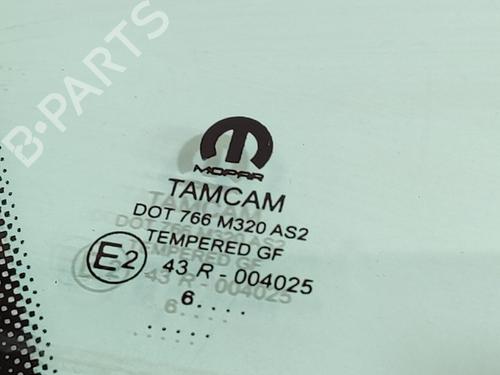 B-PARTS
MOPAR
TAMCAM
DOT 766 M320 AS2
TEMPERED GF
E2 43 R - 004025
6....
.....